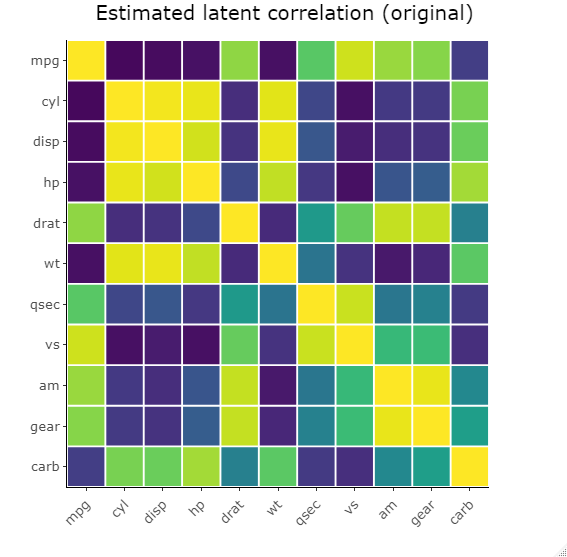 Estimated latent correlation (original)
mpg
cyl
disp
hp
drat
wt
qsec
vs
am
gear
carb
mpg cyl disp hp drat wt qsec vs am gear carb